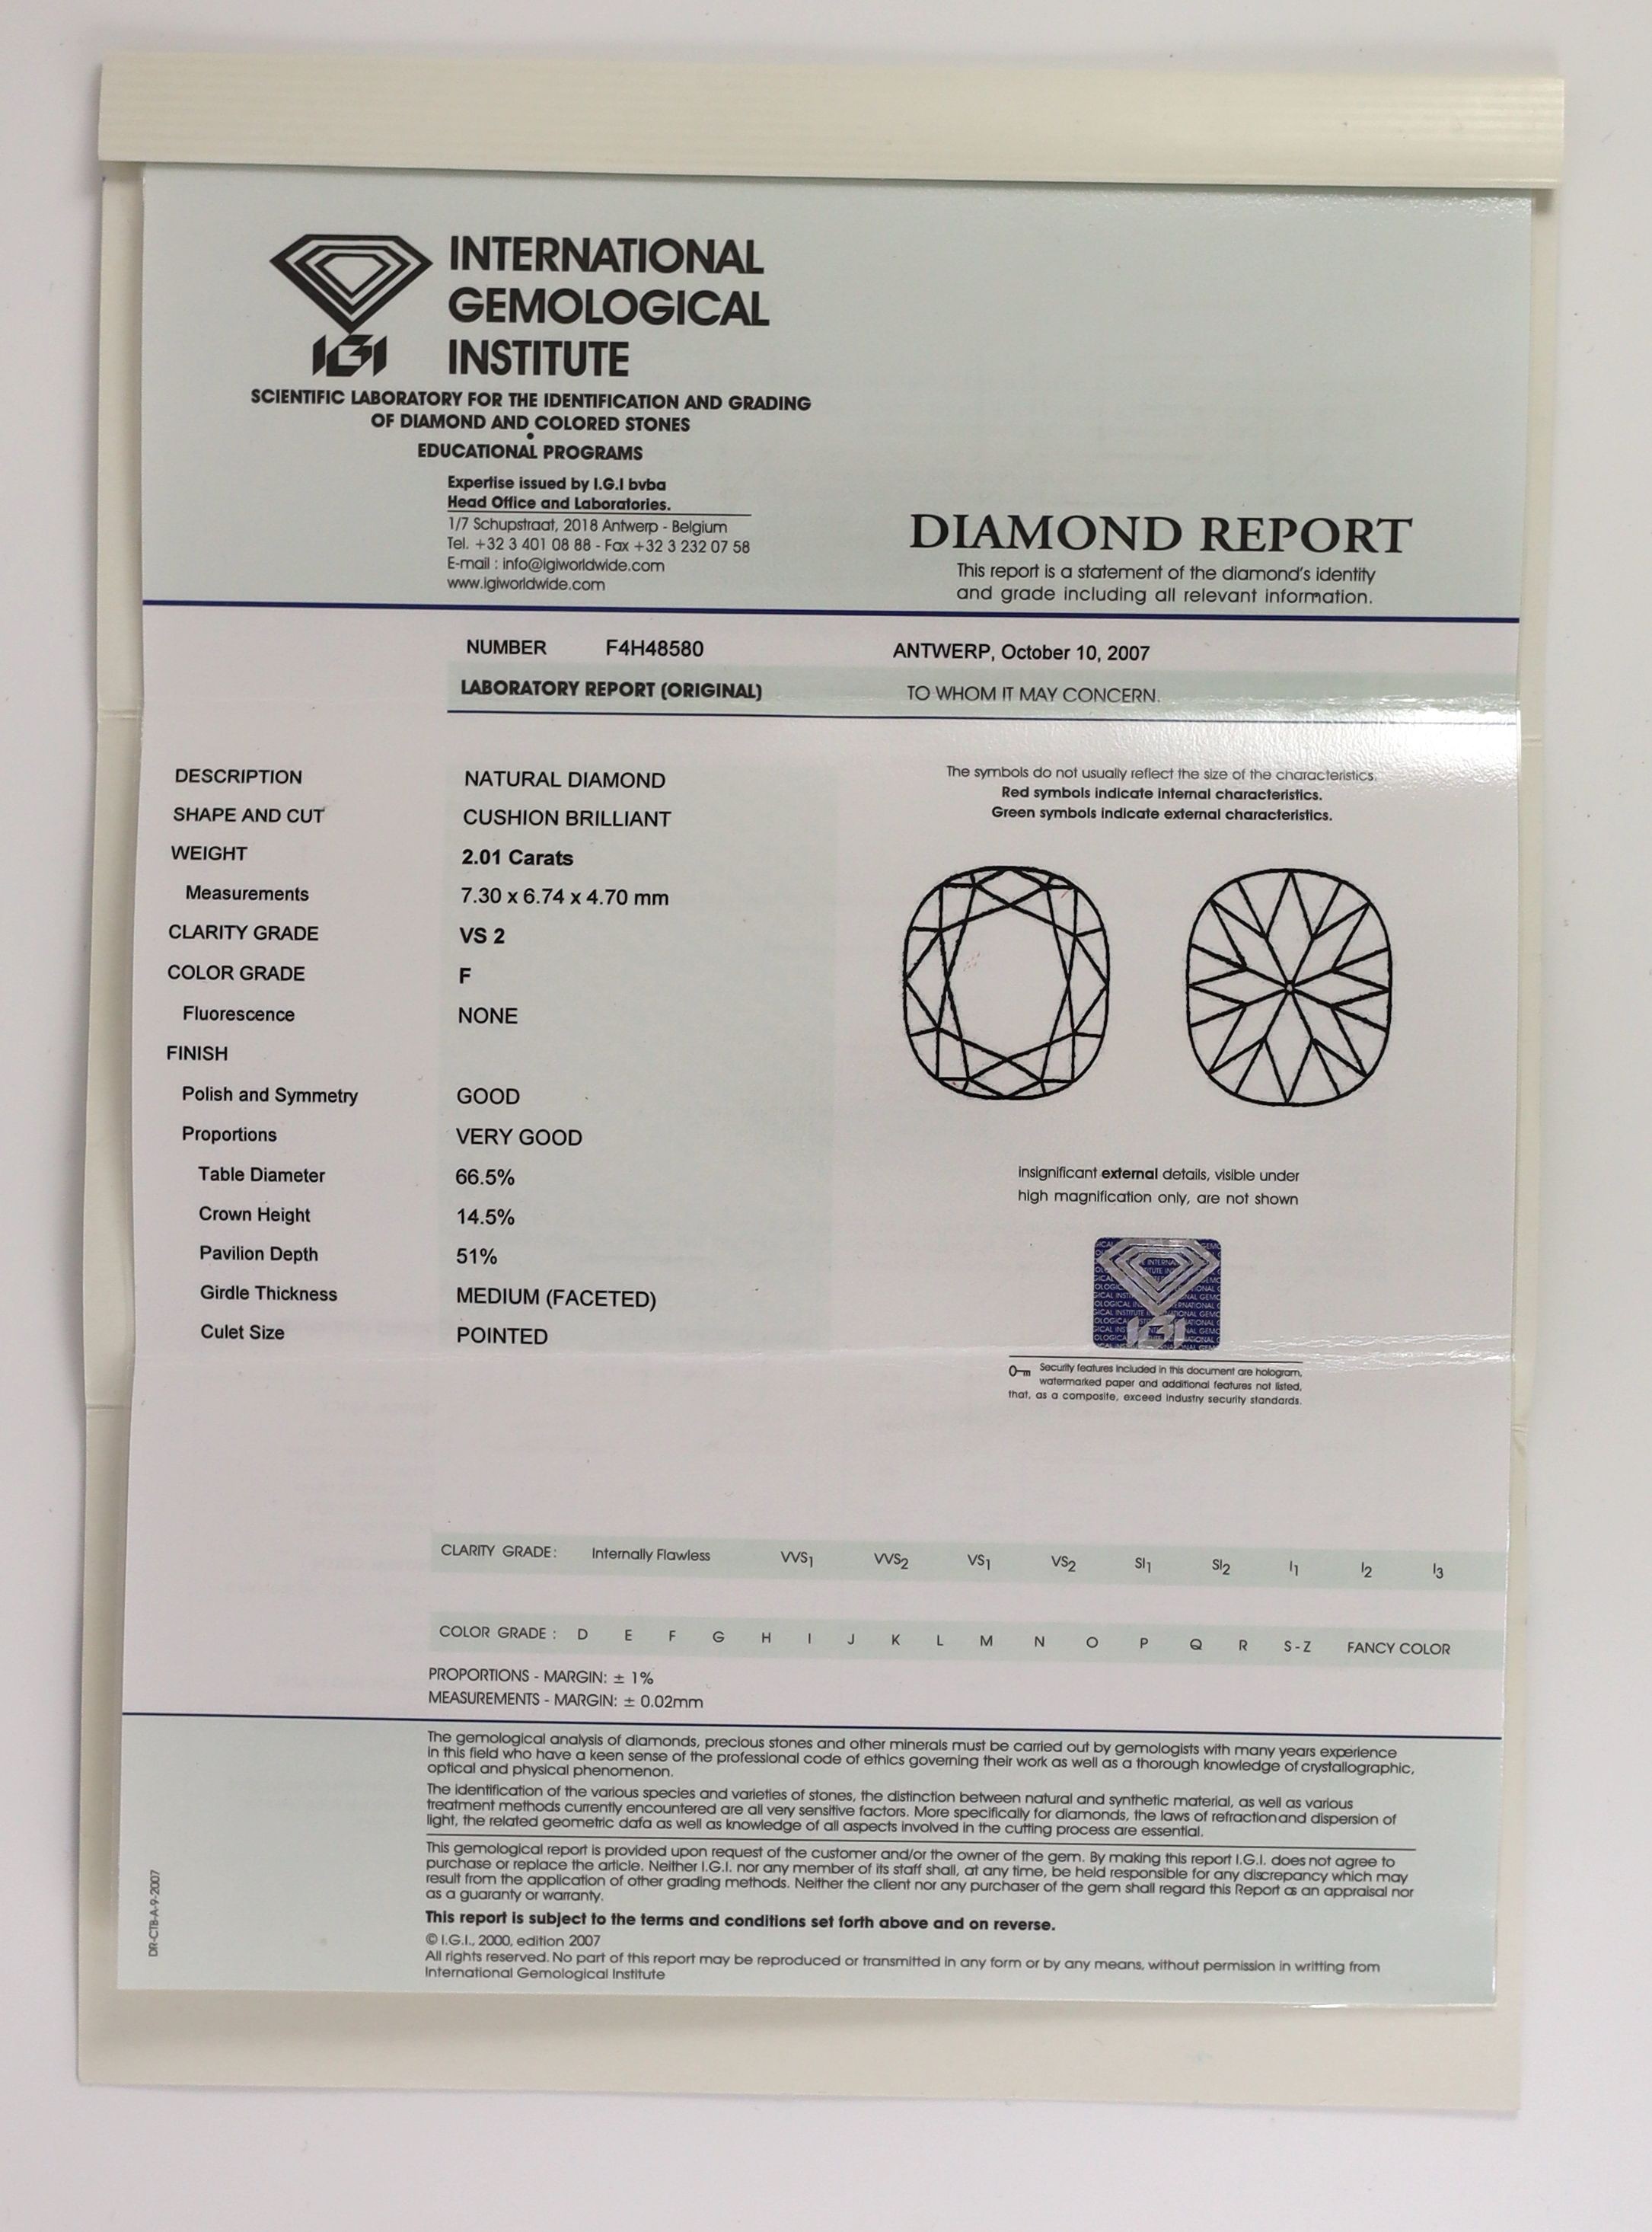 INTERNATIONAL
GEMOLOGICAL
INSTITUTE
IGI
SCIENTIFIC LABORATORY FOR THE IDENTIFICATION AND GRADING
OF DIAMOND AND COLORED STONES
•
EDUCATIONAL PROGRAMS
Expertise issued by I.G.I bvba
Head Office and Laboratories.
1/7 Schupstraat, 2018 Antwerp - Belgium
Tel. +32 3 401 08 88 - Fax +32 3 232 07 58
E-mail : info@igiworldwide.com
www.igiworldwide.com
DIAMOND REPORT
This report is a statement of the diamond's identity
and grade including all relevant information.
NUMBER F4H48580 ANTWERP, October 10, 2007
LABORATORY REPORT (ORIGINAL) TO WHOM IT MAY CONCERN.
DESCRIPTION NATURAL DIAMOND
SHAPE AND CUT CUSHION BRILLIANT
WEIGHT 2.01 Carats
Measurements 7.30 x 6.74 x 4.70 mm
CLARITY GRADE VS 2
COLOR GRADE F
Fluorescence NONE
FINISH
Polish and Symmetry GOOD
Proportions VERY GOOD
Table Diameter 66.5%
Crown Height 14.5%
Pavilion Depth 51%
Girdle Thickness MEDIUM (FACETED)
Culet Size POINTED
The symbols do not usually reflect the size of the characteristics.
Red symbols indicate internal characteristics.
Green symbols indicate external characteristics.
insignificant external details, visible under
high magnification only, are not shown
IGI
Security features included in this document are hologram,
watermarked paper and additional features not listed,
that, as a composite, exceed industry security standards.
CLARITY GRADE: Internally Flawless VVS1 VVS2 VS1 VS2 SI1 SI2 I1 I2 I3
COLOR GRADE : D E F G H I J K L M N O P Q R S - Z FANCY COLOR
PROPORTIONS - MARGIN: ± 1%
MEASUREMENTS - MARGIN: ± 0.02mm
The gemological analysis of diamonds, precious stones and other minerals must be carried out by gemologists with many years experience
in this field who have a keen sense of the professional code of ethics governing their work as well as a thorough knowledge of crystallographic,
optical and physical phenomenon.
The identification of the various species and varieties of stones, the distinction between natural and synthetic material, as well as various
treatment methods currently encountered are all very sensitive factors. More specifically for diamonds, the laws of refraction and dispersion of
light, the related geometric dafa as well as knowledge of all aspects involved in the cutting process are essential.
This gemological report is provided upon request of the customer and/or the owner of the gem. By making this report I.G.I. does not agree to
purchase or replace the article. Neither I.G.I. nor any member of its staff shall, at any time, be held responsible for any discrepancy which may
result from the application of other grading methods. Neither the client nor any purchaser of the gem shall regard this Report as an appraisal nor
as a guaranty or warranty.
This report is subject to the terms and conditions set forth above and on reverse.
© I.G.I., 2000, edition 2007
All rights reserved. No part of this report may be reproduced or transmitted in any form or by any means, without permission in writting from
International Gemological Institute
DR-CTB-A-9-2007